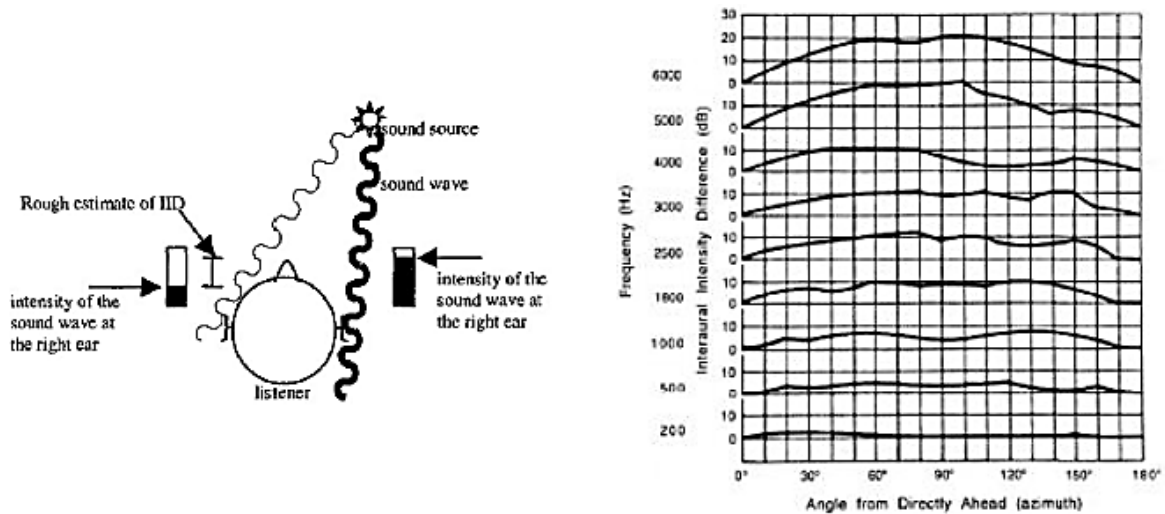 sound source
sound wave
Rough estimate of IID
intensity of the
sound wave at
the right ear
intensity of the
sound wave at
the right ear
listener
Frequency (Hz)
6000
5000
4000
3000
2500
1800
1000
500
200
Interaural Intensity Difference (dB)
30
20
10
0
10
0
10
0
10
0
10
0
10
0
10
0
10
0
10
0
0° 30° 60° 90° 120° 150° 180°
Angle from Directly Ahead (azimuth)